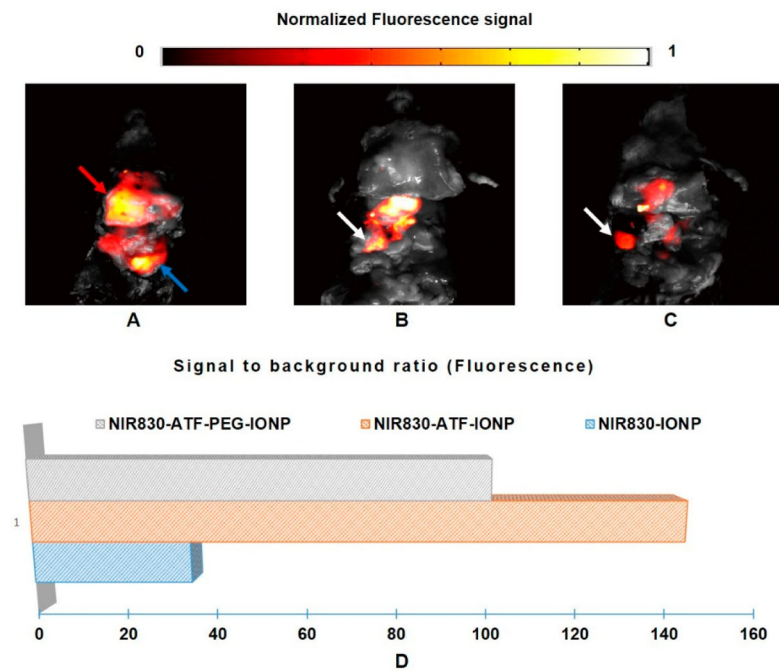 Normalized Fluorescence signal
0 1
A B C
Signal to background ratio (Fluorescence)
NIR830-ATF-PEG-IONP NIR830-ATF-IONP NIR830-IONP
1
0 20 40 60 80 100 120 140 160
D